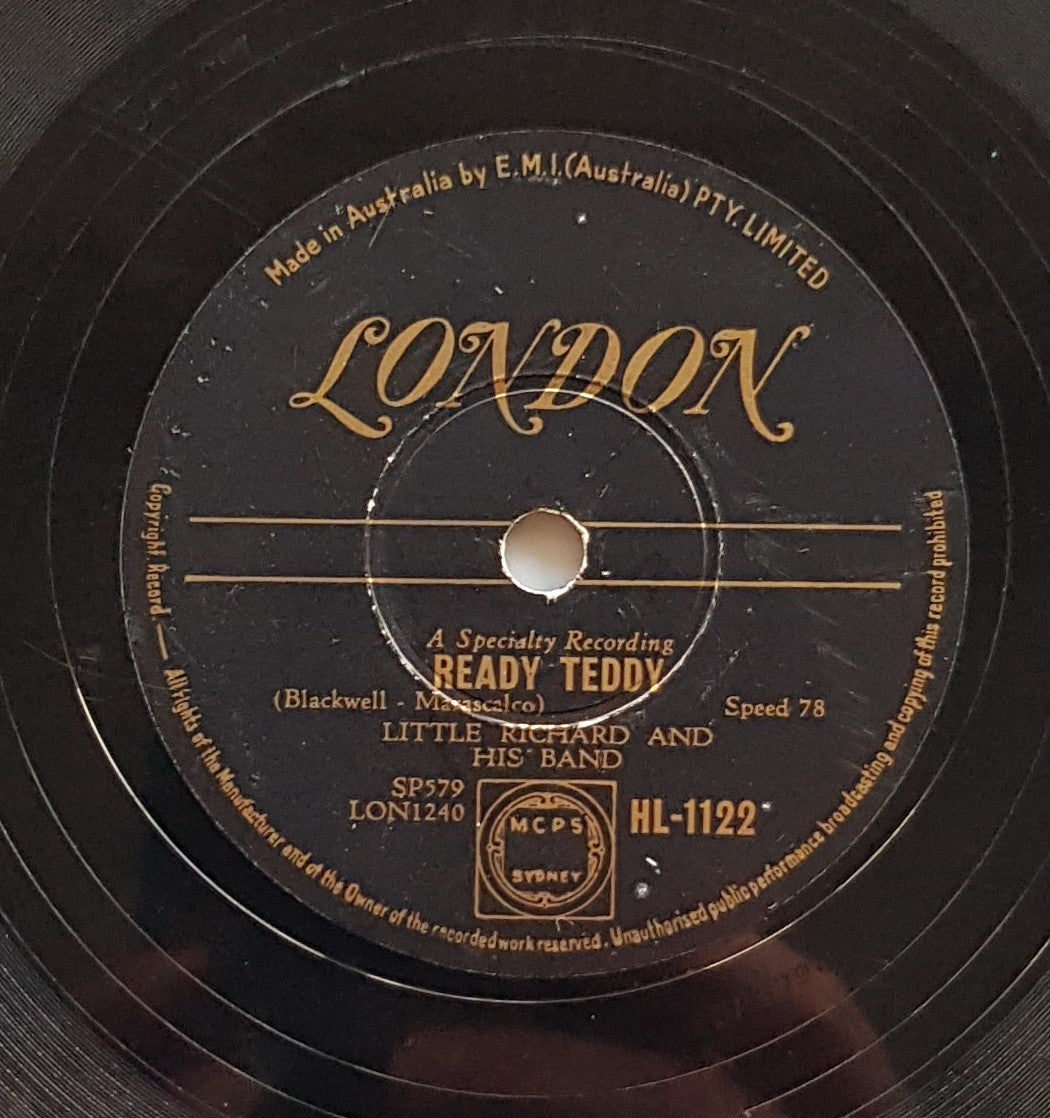 Made in Australia by E.M.I. (Australia) PTY. LIMITED
LONDON
A Specialty Recording
READY TEDDY
(Blackwell - Marascalco)
Speed 78
LITTLE RICHARD AND
HIS BAND
SP579
LON1240
HL-1122
MCPS
SYDNEY
Copyright Record. — All rights of the Manufacturer and of the Owner of the recorded work reserved. Unauthorised public performance broadcasting and copying of this record prohibited